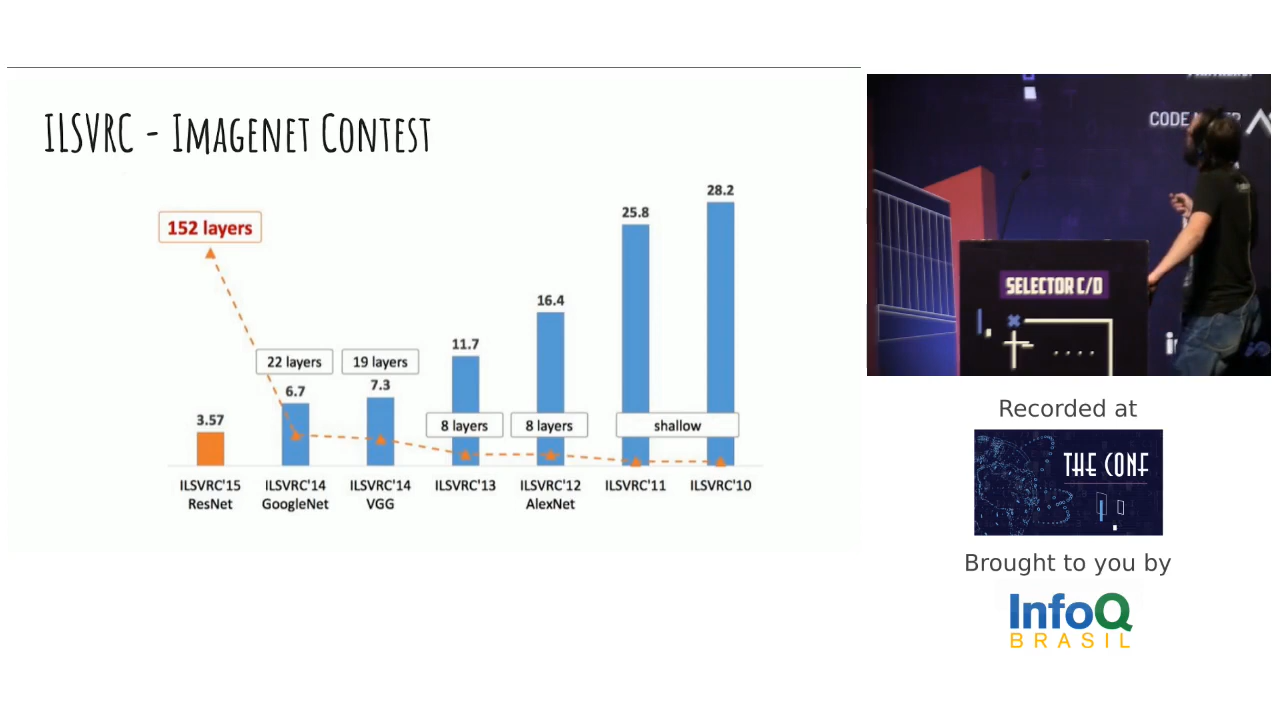 ILSVRC - Imagenet Contest
28.2
25.8
152 layers
16.4
11.7
22 layers
19 layers
6.7
7.3
3.57
8 layers
8 layers
shallow
ILSVRC'15
ResNet
ILSVRC'14
GoogleNet
ILSVRC'14
VGG
ILSVRC'13
ILSVRC'12
AlexNet
ILSVRC'11
ILSVRC'10
CODE
SELECTOR C/D
Recorded at
THE CONF
Brought to you by
InfoQ
BRASIL